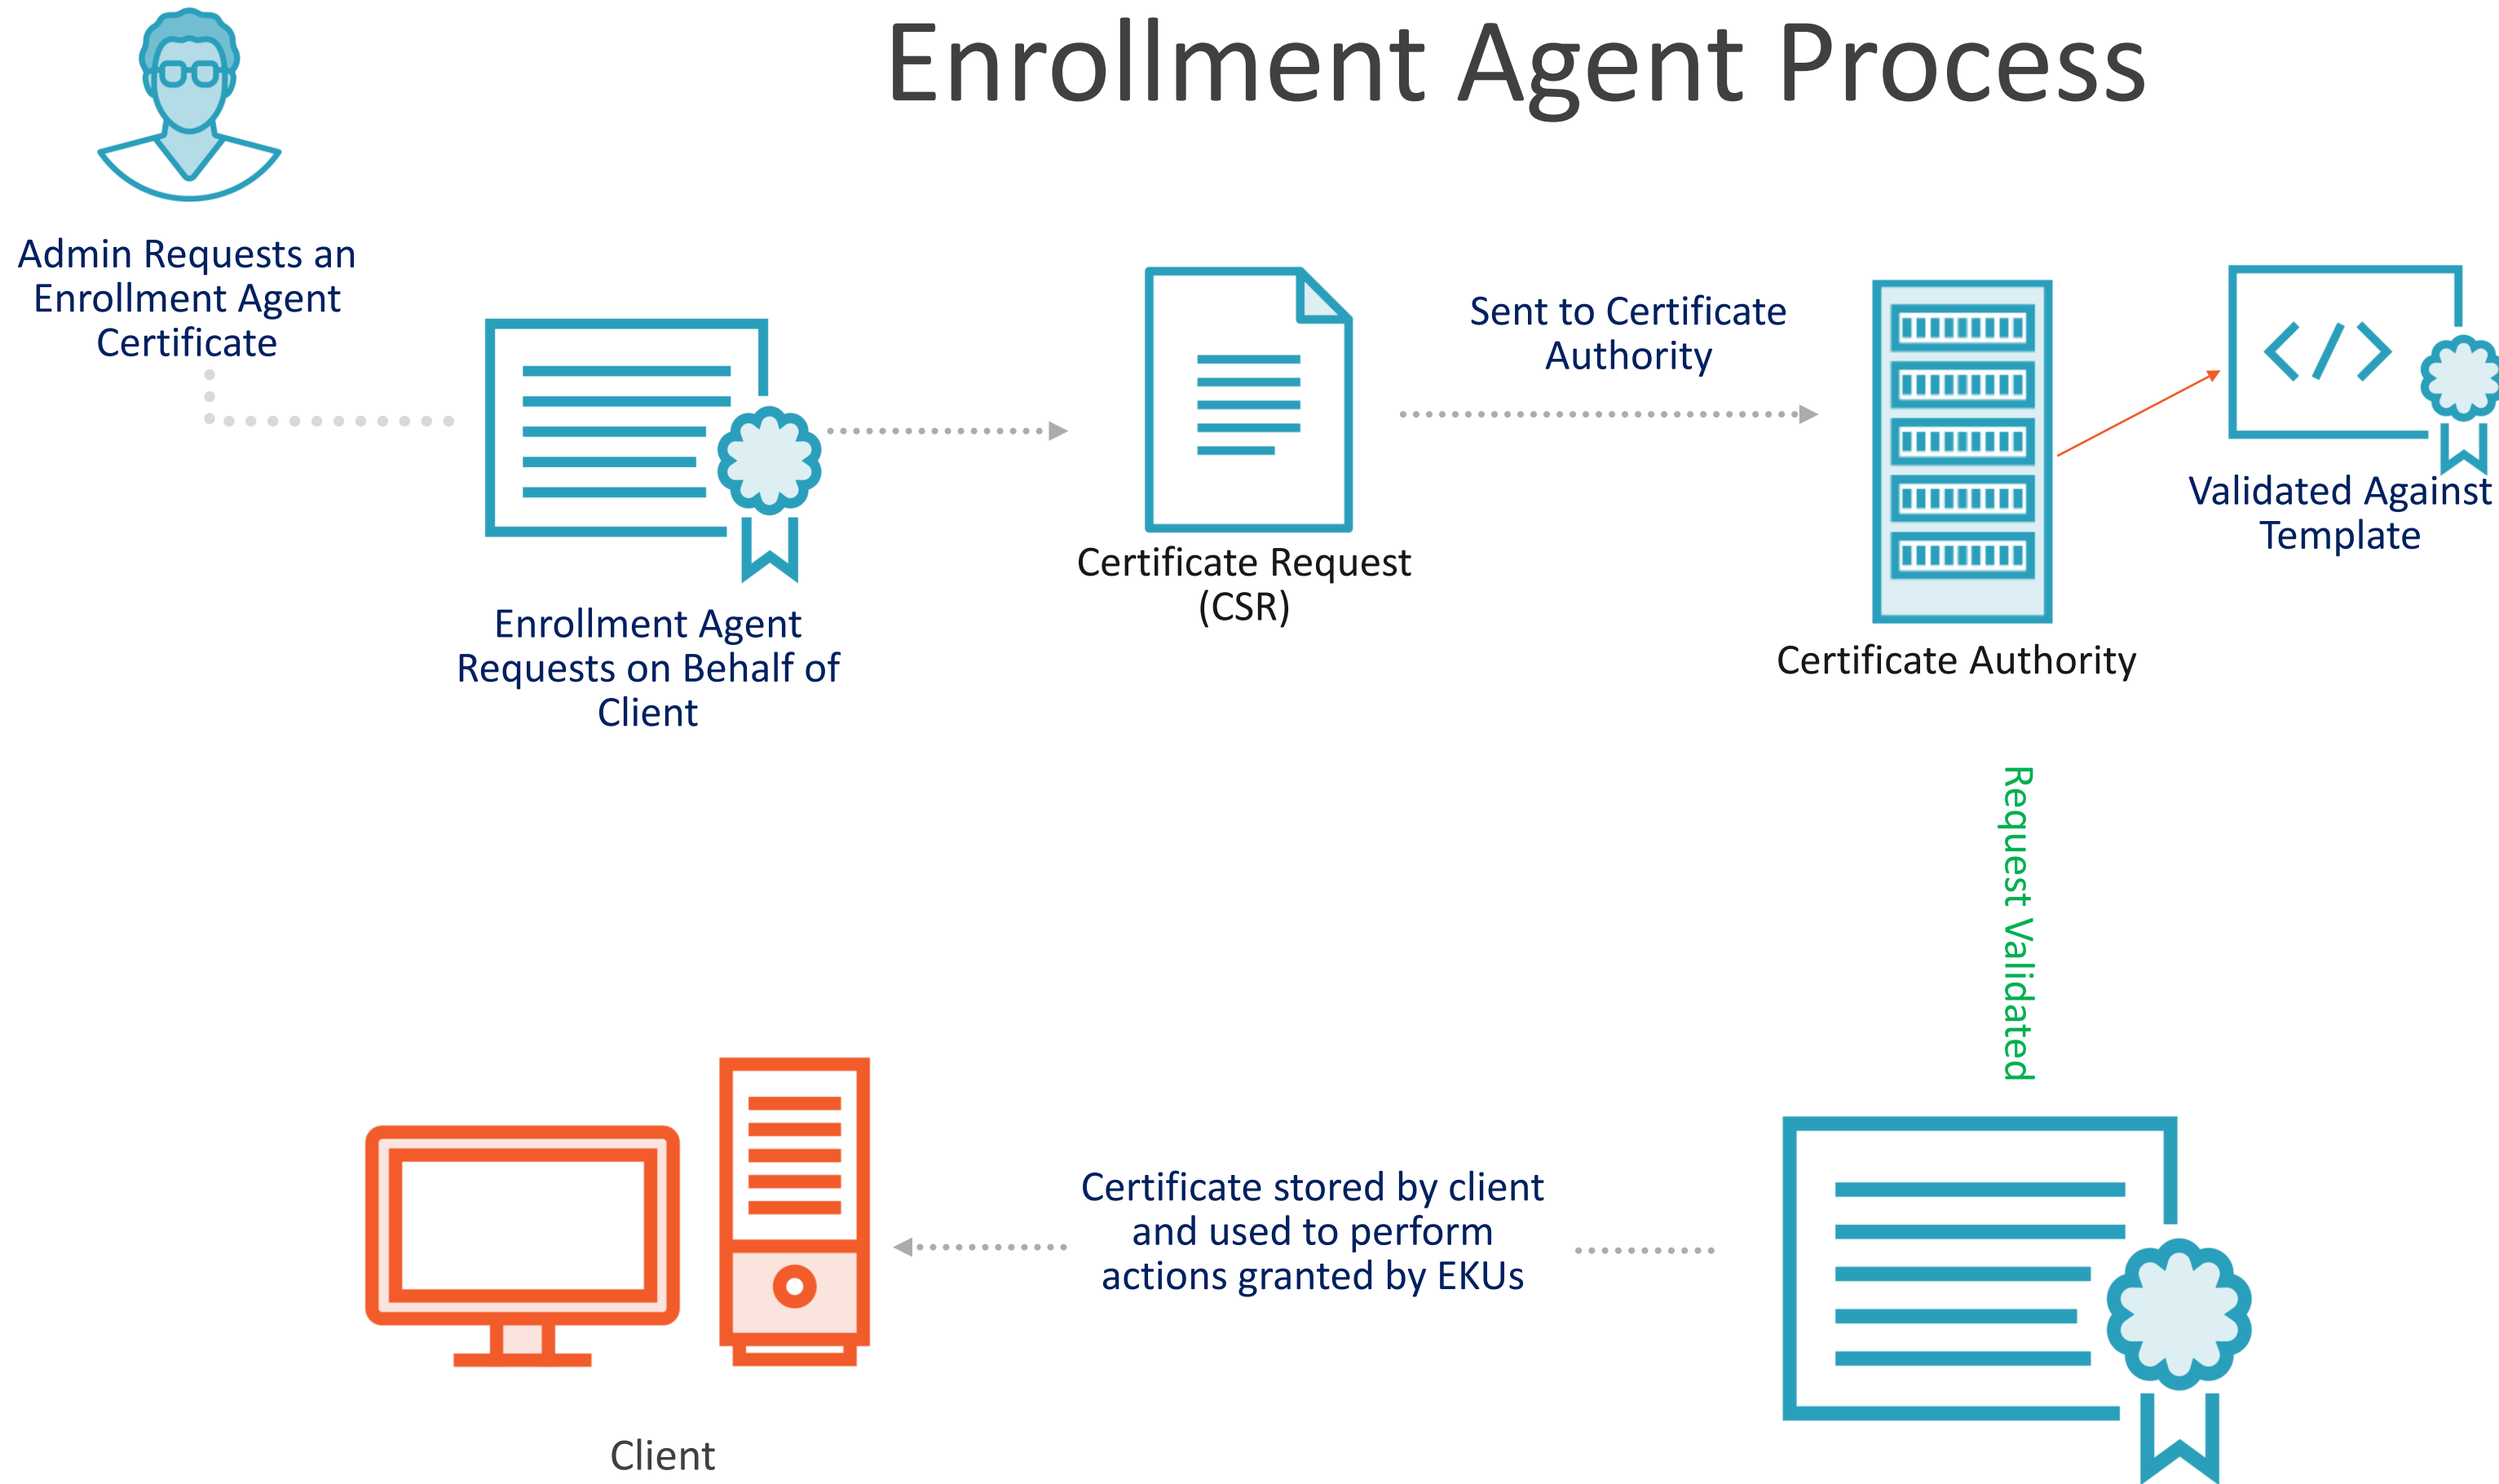 Enrollment Agent Process
Admin Requests an
Enrollment Agent
Certificate
Enrollment Agent
Requests on Behalf of
Client
Certificate Request
(CSR)
Sent to Certificate
Authority
Certificate Authority
Validated Against
Template
Request Validated
Certificate stored by client
and used to perform
actions granted by EKUs
Client